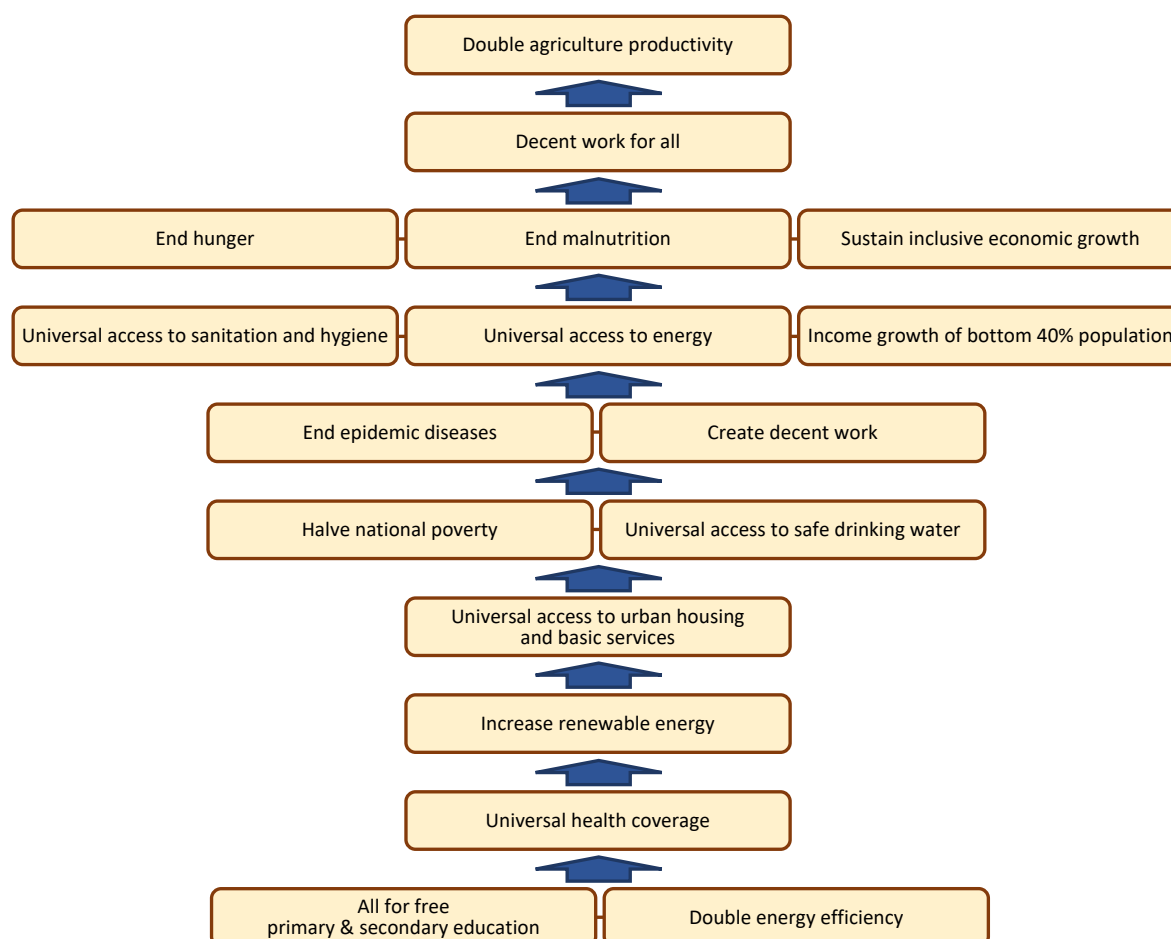 Double agriculture productivity
Decent work for all
End hunger
End malnutrition
Sustain inclusive economic growth
Universal access to sanitation and hygiene
Universal access to energy
Income growth of bottom 40% population
End epidemic diseases
Create decent work
Halve national poverty
Universal access to safe drinking water
Universal access to urban housing
and basic services
Increase renewable energy
Universal health coverage
All for free
primary & secondary education
Double energy efficiency